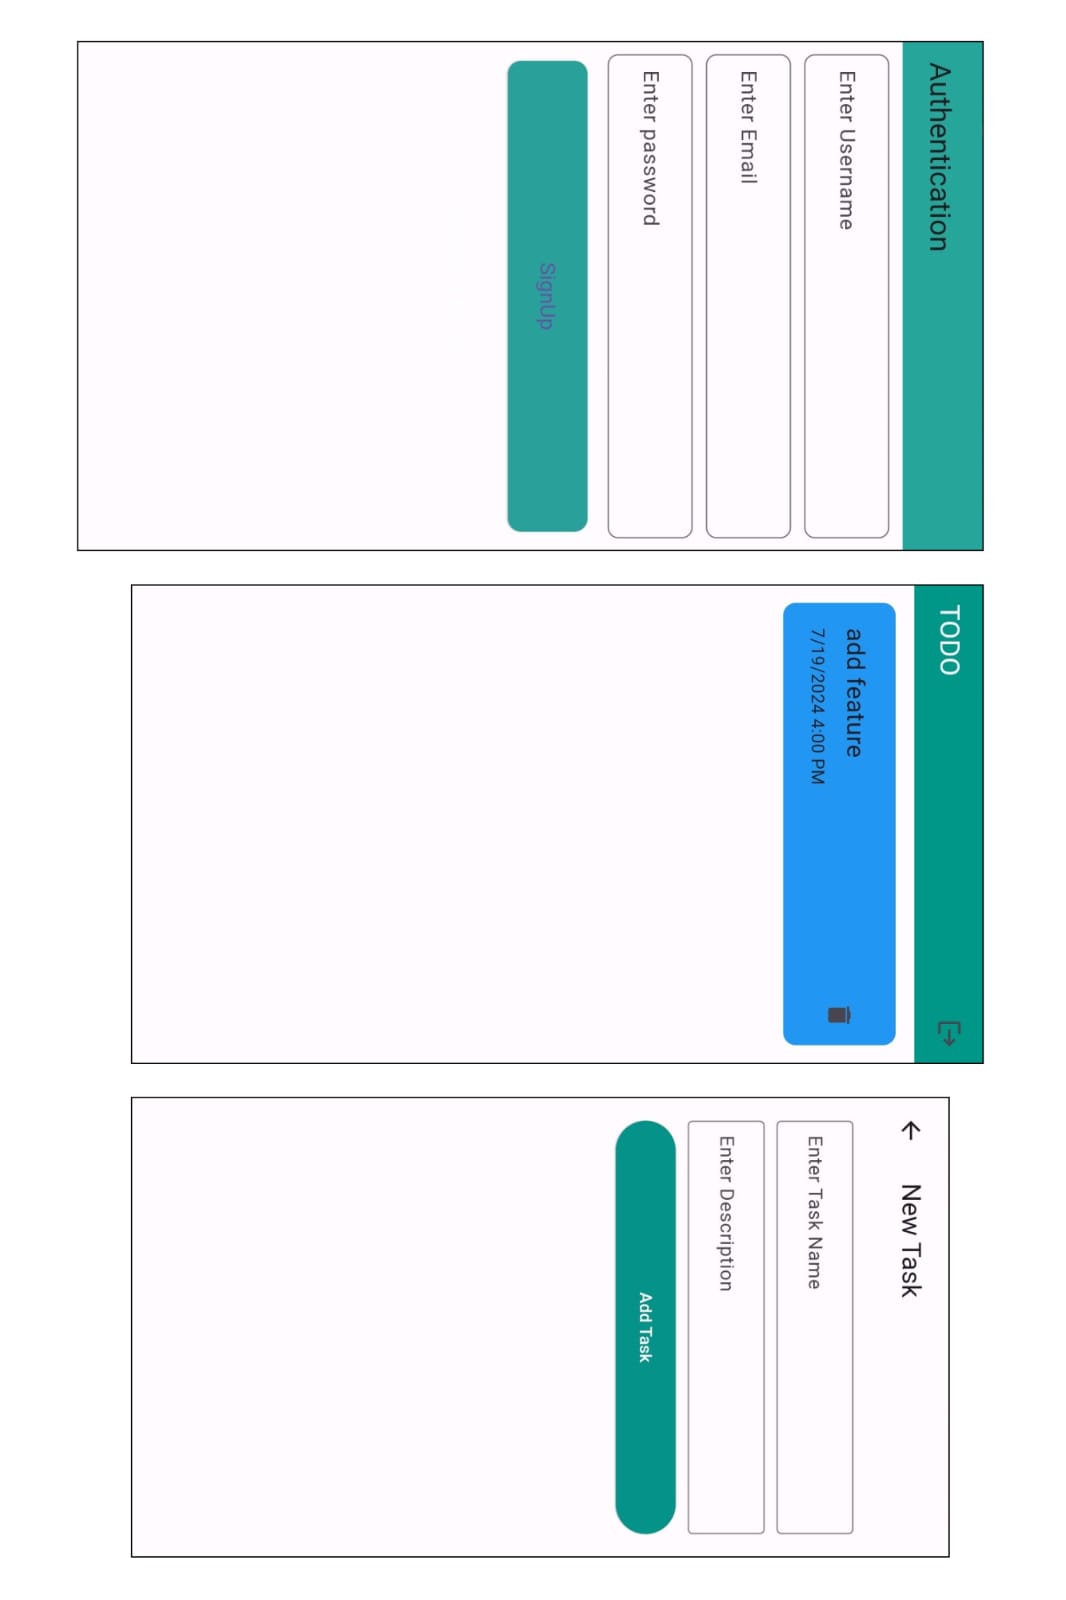 Authentication
Enter Username
Enter Email
Enter password
SignUp
TODO
add feature
7/19/2024 4:00 PM
New Task
Enter Task Name
Enter Description
Add Task